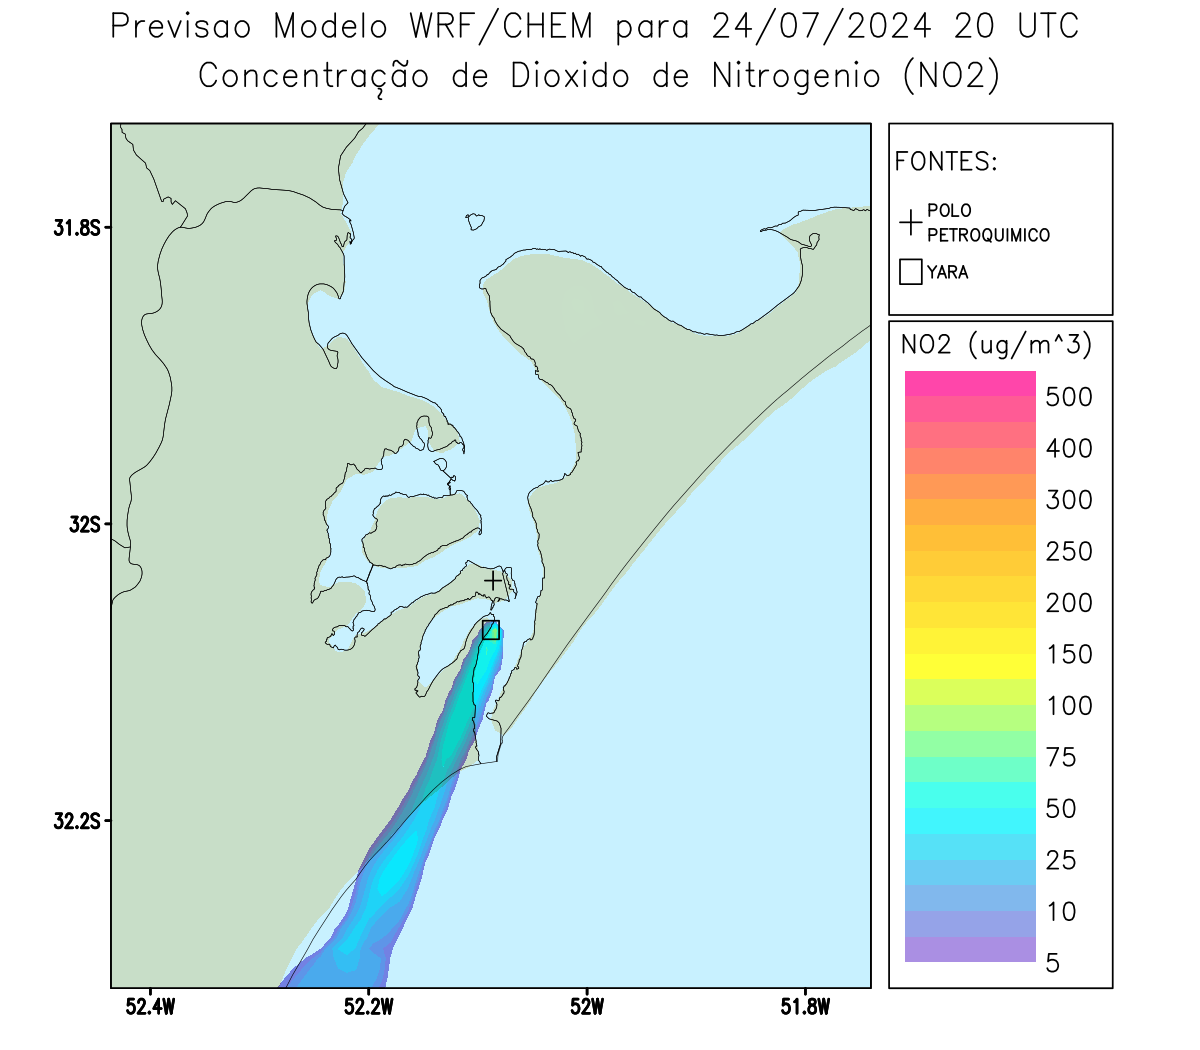 Previsao Modelo WRF/CHEM para 24/07/2024 20 UTC
Concentração de Dioxido de Nitrogenio (NO2)
FONTES:
POLO
PETROQUIMICO
YARA
NO2 (ug/m^3)
500
400
300
250
200
150
100
75
50
25
10
5
31.8S
32S
32.2S
52.4W
52.2W
52W
51.8W